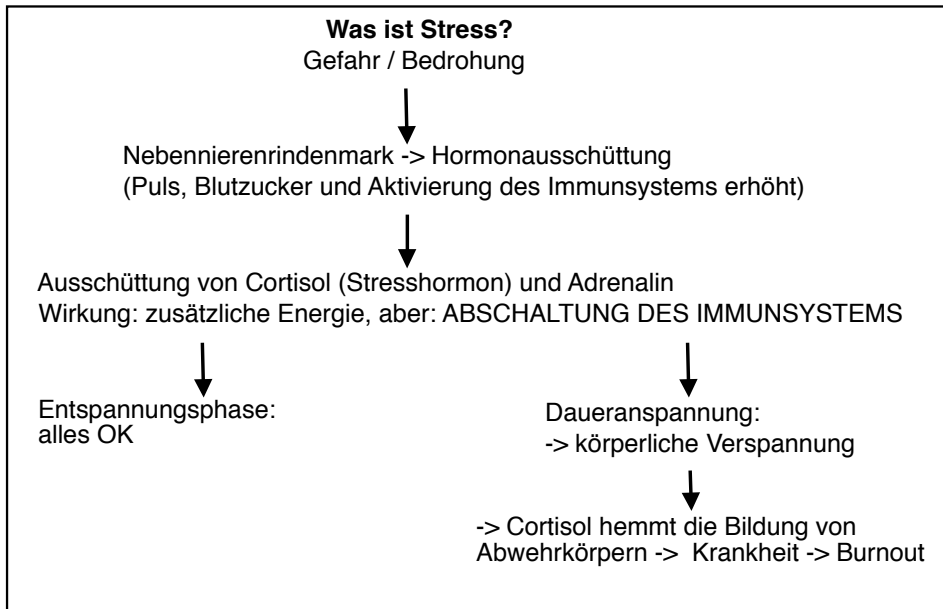 Was ist Stress?
Gefahr / Bedrohung
Nebennierenrindenmark -> Hormonausschüttung
(Puls, Blutzucker und Aktivierung des Immunsystems erhöht)
Ausschüttung von Cortisol (Stresshormon) und Adrenalin
Wirkung: zusätzliche Energie, aber: ABSCHALTUNG DES IMMUNSYSTEMS
Entspannungsphase:
alles OK
Daueranspannung:
-> körperliche Verspannung
-> Cortisol hemmt die Bildung von
Abwehrkörpern -> Krankheit -> Burnout